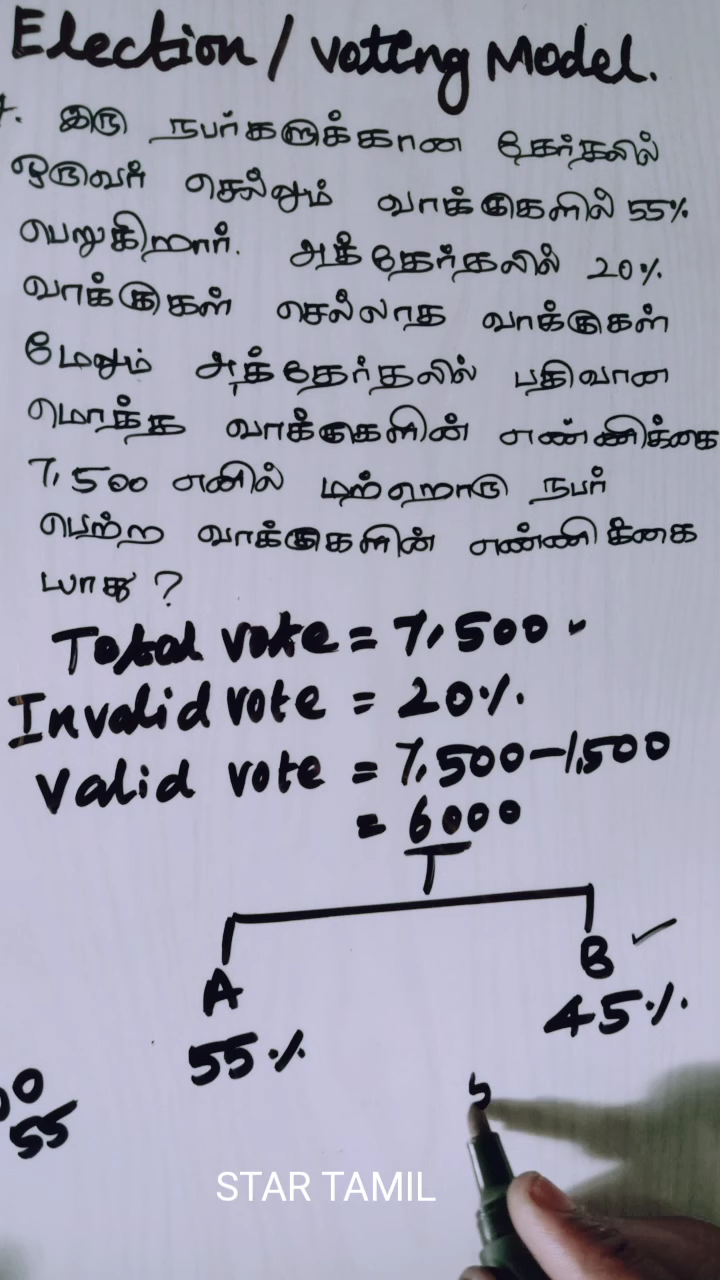 Election / Voting Model.
இரு நபர்களுக்கான தேர்தலில்
ஒருவர் செல்லும் வாக்குகளில் 55%
பெறுகிறார். அத் தேர்தலில் 20%
வாக்குகள் செல்லாத வாக்குகள்
மேலும் அத் தேர்தலில் பதிவான
மொத்த வாக்குகளின் எண்ணிக்கை
7,500 எனில் மற்றொரு நபர்
பெற்ற வாக்குகளின் எண்ணிக்கை
யாது ?
Total vote = 7,500
Invalid vote = 20%.
Valid vote = 7,500-1,500
= 6000
T
A B
55% 45%
55
STAR TAMIL